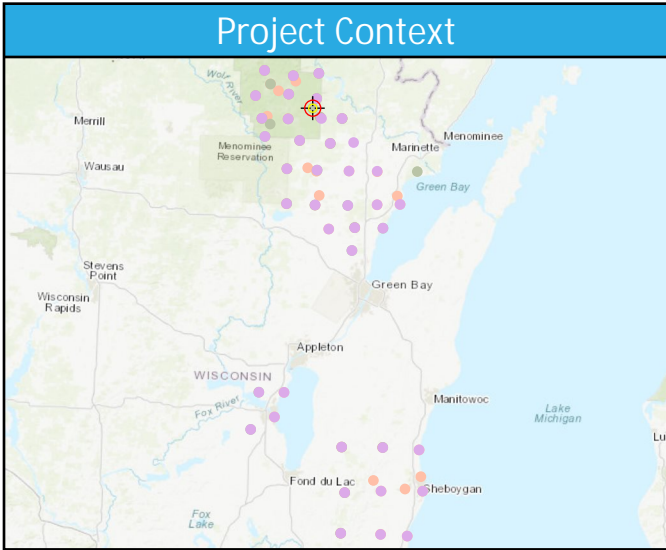 Project Context
Wolf
River
Merrill
Menominee
Marinette
Menominee
Reservation
Wausau
Green Bay
Stevens
Point
Wisconsin
Rapids
Green Bay
Appleton
WISCONSIN
Fox River
Manitowoc
Lake
Michigan
Lu
Fond du Lac
Sheboygan
Fox
Lake